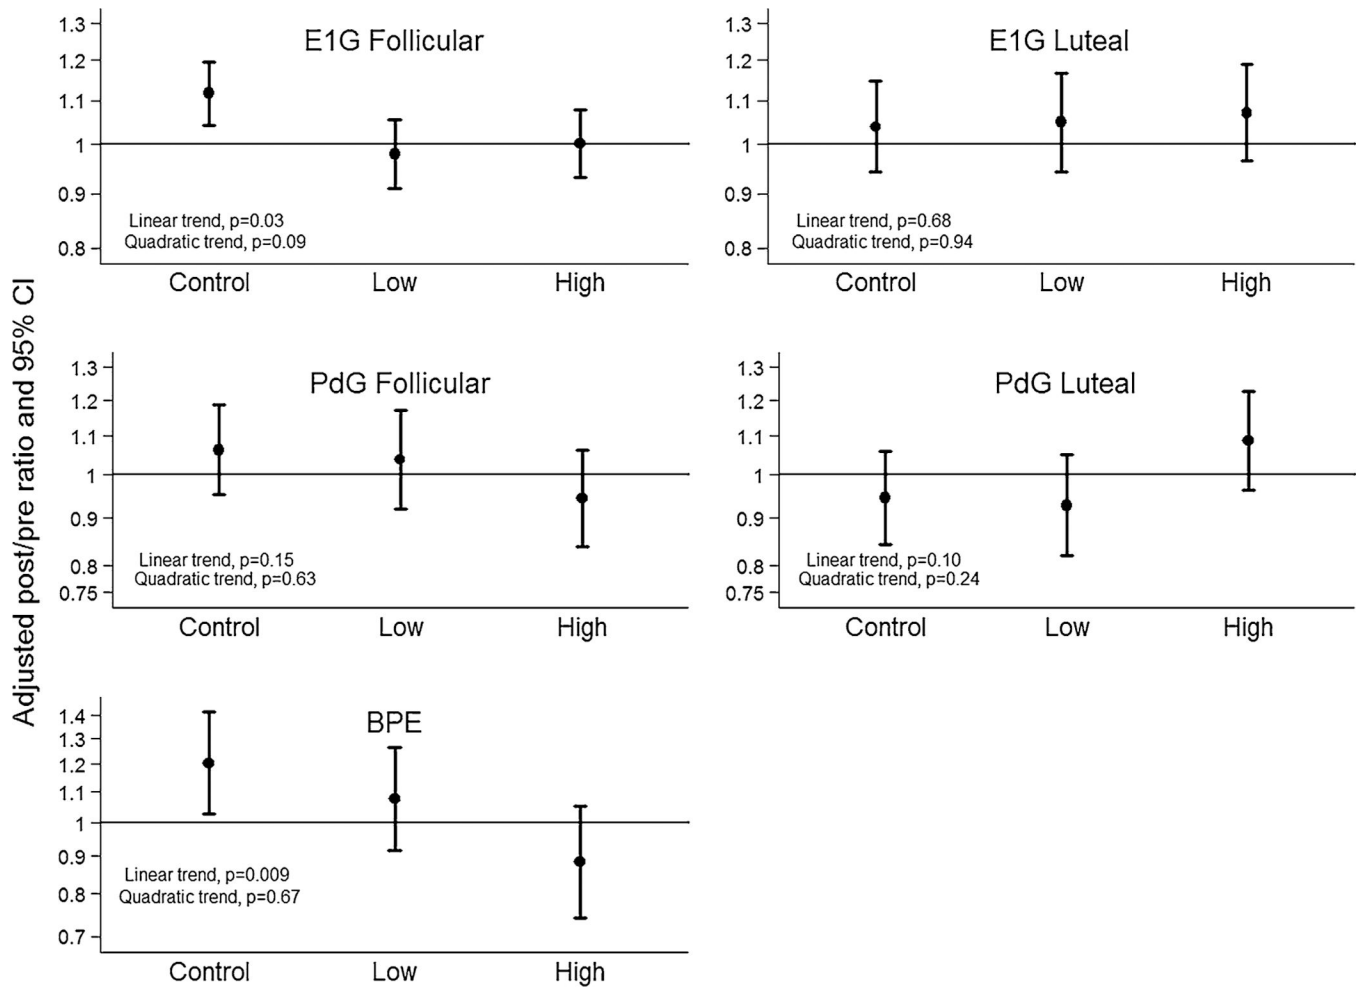 Adjusted post/pre ratio and 95% CI
E1G Follicular
1.3
1.2
1.1
1
0.9
0.8
Linear trend, p=0.03
Quadratic trend, p=0.09
Control Low High
E1G Luteal
1.3
1.2
1.1
1
0.9
0.8
Linear trend, p=0.68
Quadratic trend, p=0.94
Control Low High
PdG Follicular
1.3
1.2
1.1
1
0.9
0.8
0.75
Linear trend, p=0.15
Quadratic trend, p=0.63
Control Low High
PdG Luteal
1.3
1.2
1.1
1
0.9
0.8
0.75
Linear trend, p=0.10
Quadratic trend, p=0.24
Control Low High
BPE
1.4
1.3
1.2
1.1
1
0.9
0.8
0.7
Linear trend, p=0.009
Quadratic trend, p=0.67
Control Low High